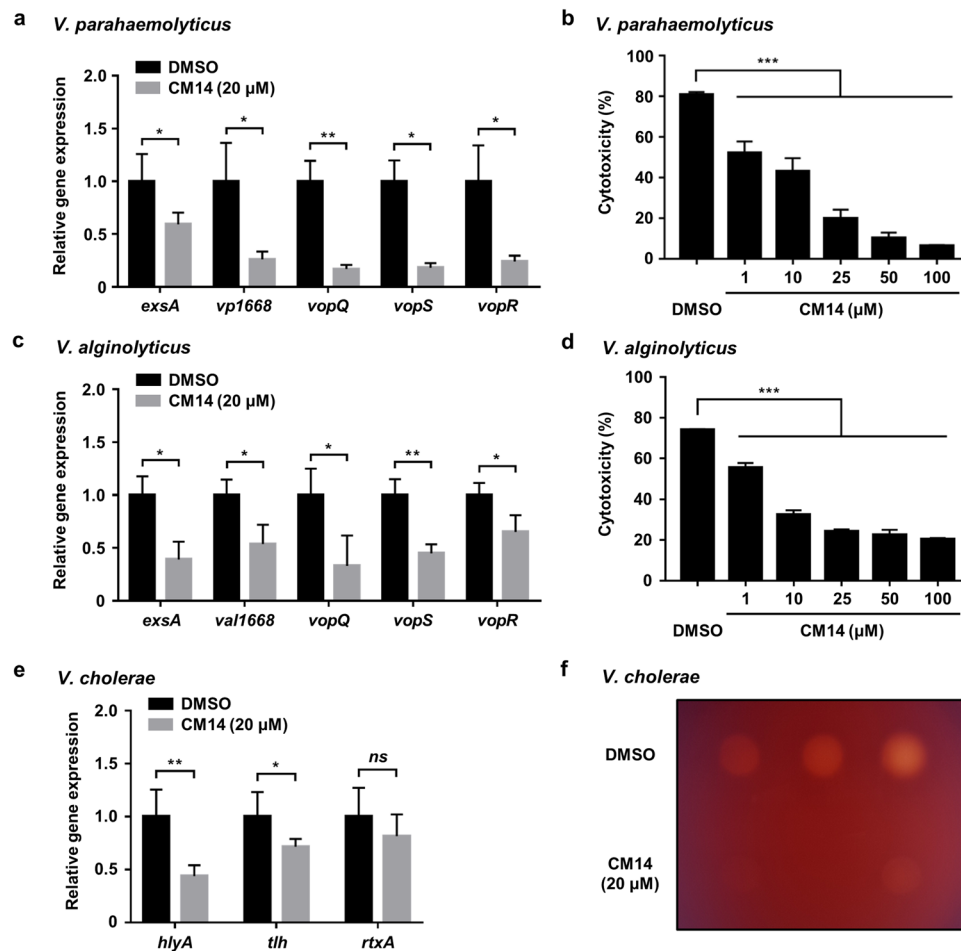 a
V. parahaemolyticus
DMSO
CM14 (20 µM)
Relative gene expression
2.0
1.5
1.0
0.5
0
*
*
**
*
*
exsA vp1668 vopQ vopS vopR
b
V. parahaemolyticus
Cytotoxicity (%)
100
80
60
40
20
0
***
1 10 25 50 100
DMSO CM14 (µM)
c
V. alginolyticus
DMSO
CM14 (20 µM)
Relative gene expression
2.0
1.5
1.0
0.5
0
*
*
*
**
*
exsA val1668 vopQ vopS vopR
d
V. alginolyticus
Cytotoxicity (%)
100
80
60
40
20
0
***
1 10 25 50 100
DMSO CM14 (µM)
e
V. cholerae
DMSO
CM14 (20 µM)
Relative gene expression
2.0
1.5
1.0
0.5
0
**
*
ns
hlyA tlh rtxA
f
V. cholerae
DMSO
CM14
(20 µM)